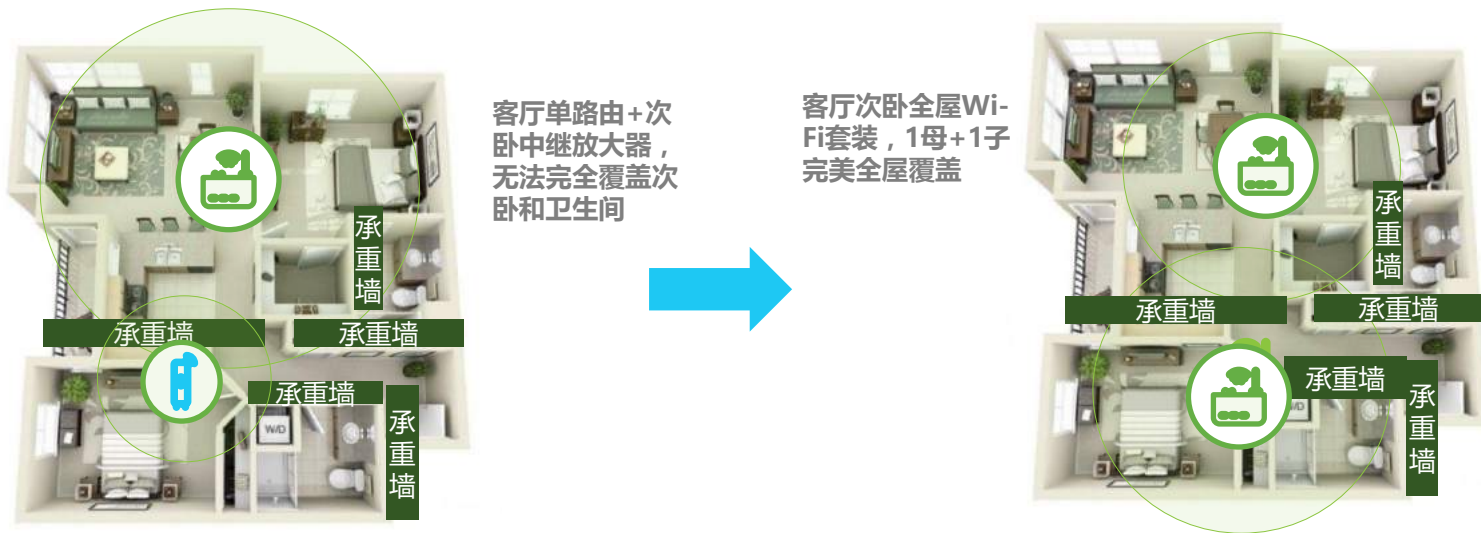 客厅单路由+次
卧中继放大器，
无法完全覆盖次
卧和卫生间
承重墙
承重墙
承重墙
承重墙
承重墙
W/D
客厅次卧全屋Wi-
Fi套装，1母+1子
完美全屋覆盖
承重墙
承重墙
承重墙
承重墙
承重墙
W/D